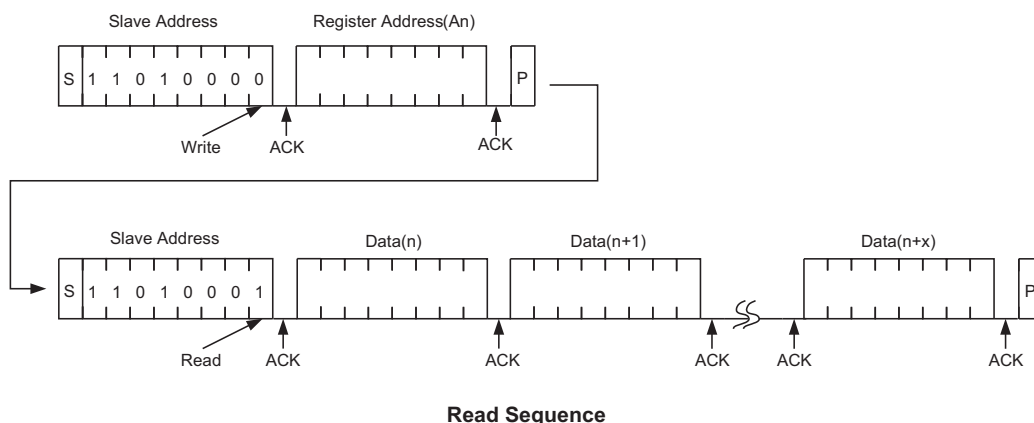 Slave Address Register Address(An)
S 1 1 0 1 0 0 0 0 P
Write ACK ACK
Slave Address Data(n) Data(n+1) Data(n+x)
S 1 1 0 1 0 0 0 1 P
Read ACK ACK ACK ACK ACK
Read Sequence